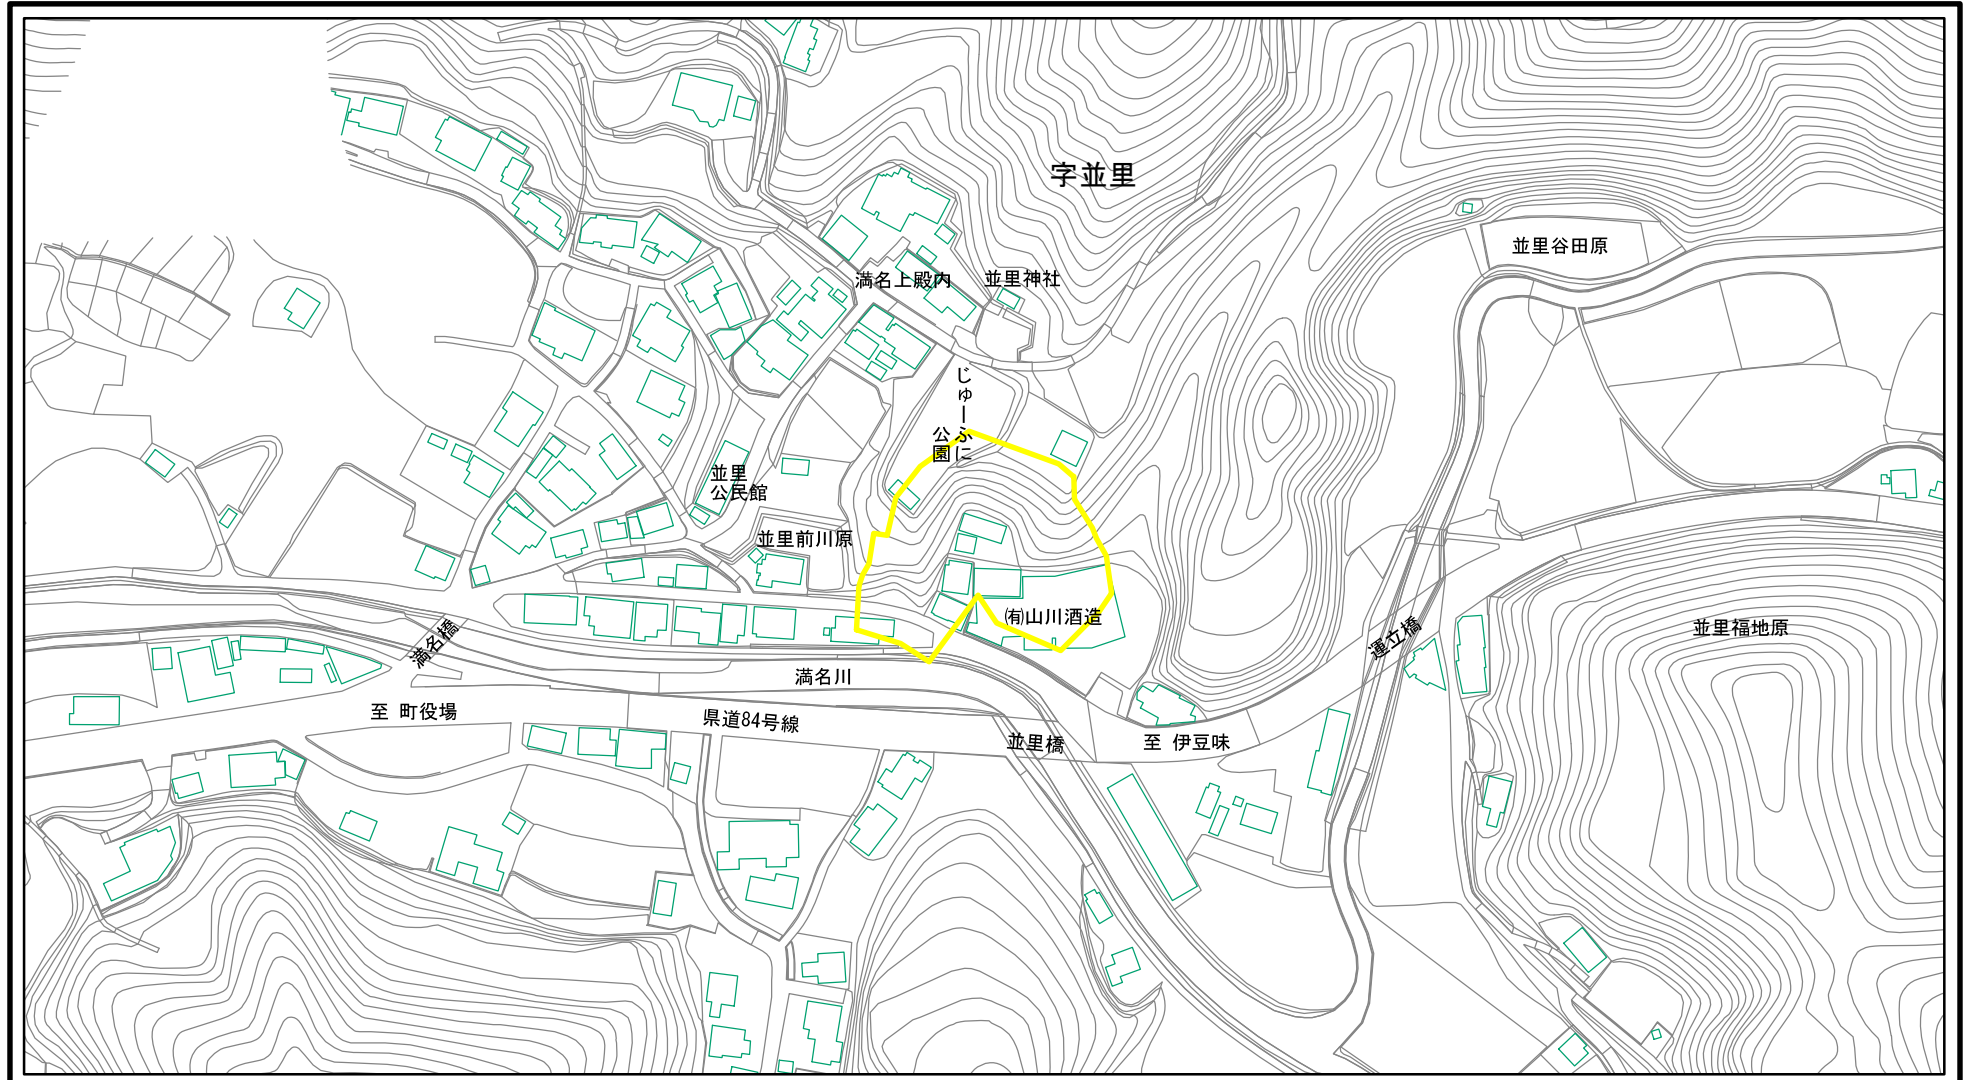 字並里
並里谷田原
満名上殿内
並里神社
じゅーふに
公園
並里
公民館
並里前川原
㈲山川酒造
満名橋
運立橋
並里福地原
満名川
至 町役場
県道84号線
並里橋
至 伊豆味